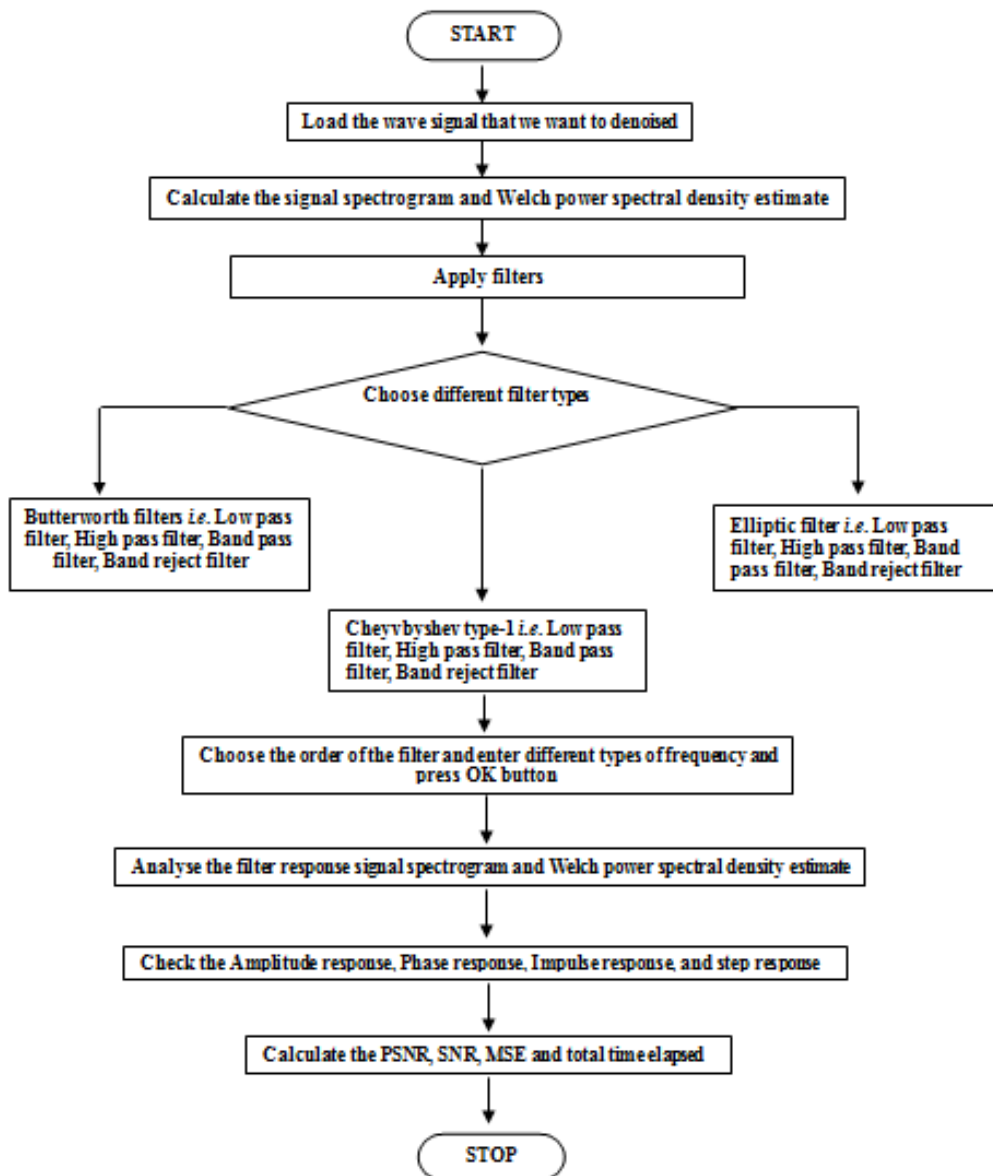 START
Load the wave signal that we want to denoised
Calculate the signal spectrogram and Welch power spectral density estimate
Apply filters
Choose different filter types
Butterworth filters i.e. Low pass
filter, High pass filter, Band pass
filter, Band reject filter
Elliptic filter i.e. Low pass
filter, High pass filter, Band
pass filter, Band reject filter
Cheyvbyshev type-1 i.e. Low pass
filter, High pass filter, Band pass
filter, Band reject filter
Choose the order of the filter and enter different types of frequency and
press OK button
Analyse the filter response signal spectrogram and Welch power spectral density estimate
Check the Amplitude response, Phase response, Impulse response, and step response
Calculate the PSNR, SNR, MSE and total time elapsed
STOP